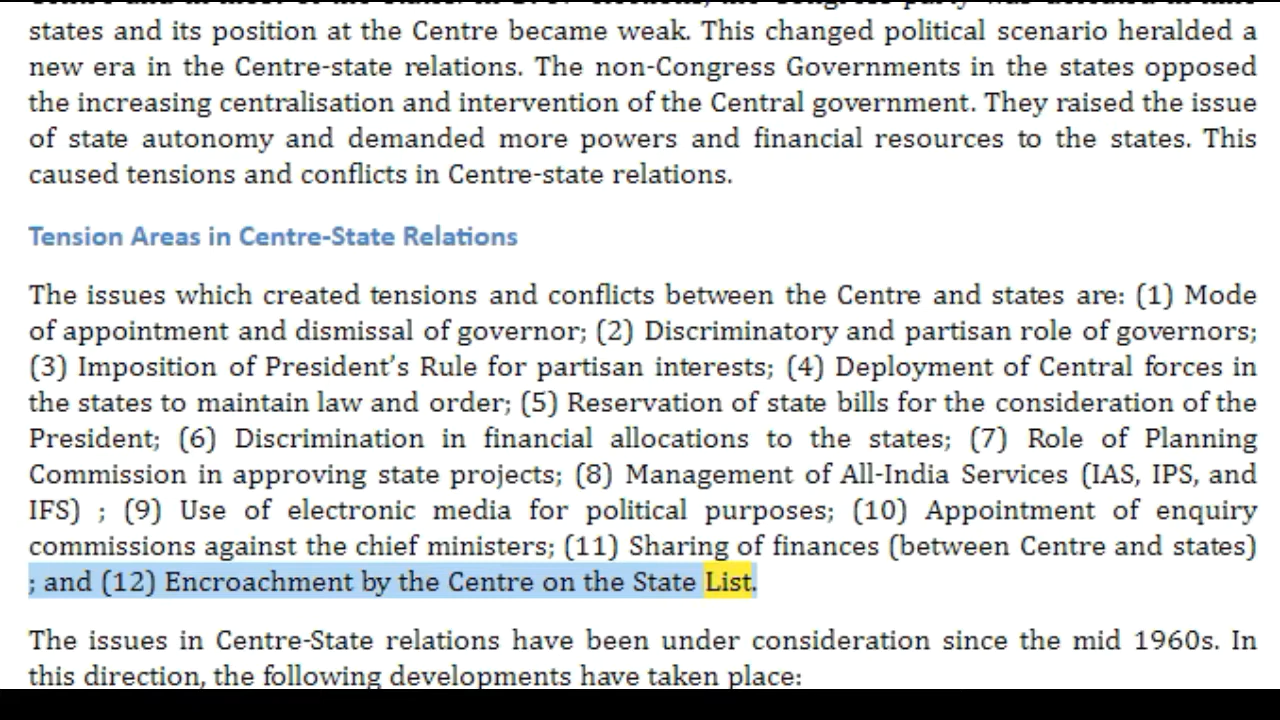 states and its position at the Centre became weak. This changed political scenario heralded a
new era in the Centre-state relations. The non-Congress Governments in the states opposed
the increasing centralisation and intervention of the Central government. They raised the issue
of state autonomy and demanded more powers and financial resources to the states. This
caused tensions and conflicts in Centre-state relations.
Tension Areas in Centre-State Relations
The issues which created tensions and conflicts between the Centre and states are: (1) Mode
of appointment and dismissal of governor; (2) Discriminatory and partisan role of governors;
(3) Imposition of President’s Rule for partisan interests; (4) Deployment of Central forces in
the states to maintain law and order; (5) Reservation of state bills for the consideration of the
President; (6) Discrimination in financial allocations to the states; (7) Role of Planning
Commission in approving state projects; (8) Management of All-India Services (IAS, IPS, and
IFS) ; (9) Use of electronic media for political purposes; (10) Appointment of enquiry
commissions against the chief ministers; (11) Sharing of finances (between Centre and states)
; and (12) Encroachment by the Centre on the State List.
The issues in Centre-State relations have been under consideration since the mid 1960s. In
this direction, the following developments have taken place: